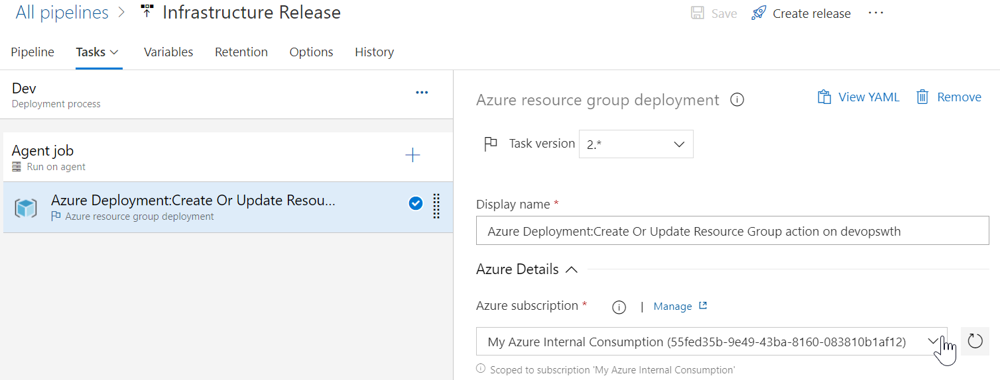 All pipelines > Infrastructure Release
Save Create release ...
Pipeline Tasks Variables Retention Options History
Dev
Deployment process
...
Agent job
Run on agent
Azure Deployment:Create Or Update Resou...
Azure resource group deployment
Azure resource group deployment
View YAML Remove
Task version 2.*
Display name *
Azure Deployment:Create Or Update Resource Group action on devopswth
Azure Details
Azure subscription * | Manage
My Azure Internal Consumption (55fed35b-9e49-43ba-8160-083810b1af12)
Scoped to subscription 'My Azure Internal Consumption'